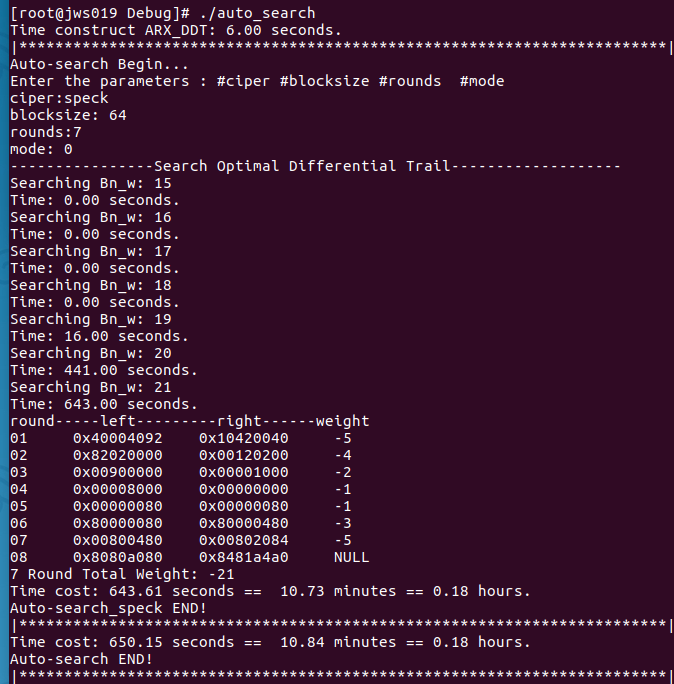 [root@jws019 Debug]# ./auto_search
Time construct ARX_DDT: 6.00 seconds.
|*************************************************************************|
Auto-search Begin...
Enter the parameters : #ciper #blocksize #rounds  #mode
ciper:speck
blocksize: 64
rounds:7
mode: 0
----------------Search Optimal Differential Trail-------------------
Searching Bn_w: 15
Time: 0.00 seconds.
Searching Bn_w: 16
Time: 0.00 seconds.
Searching Bn_w: 17
Time: 0.00 seconds.
Searching Bn_w: 18
Time: 0.00 seconds.
Searching Bn_w: 19
Time: 16.00 seconds.
Searching Bn_w: 20
Time: 441.00 seconds.
Searching Bn_w: 21
Time: 643.00 seconds.
round-----left---------right------weight
01     0x40004092    0x10420040     -5
02     0x82020000    0x00120200     -4
03     0x00900000    0x00001000     -2
04     0x00008000    0x00000000     -1
05     0x00000080    0x00000080     -1
06     0x80000080    0x80000480     -3
07     0x00800480    0x00802084     -5
08     0x8080a080    0x8481a4a0     NULL
7 Round Total Weight: -21
Time cost: 643.61 seconds ==  10.73 minutes == 0.18 hours.
Auto-search_speck END!
|*************************************************************************|
Time cost: 650.15 seconds ==  10.84 minutes == 0.18 hours.
Auto-search END!
|*************************************************************************|